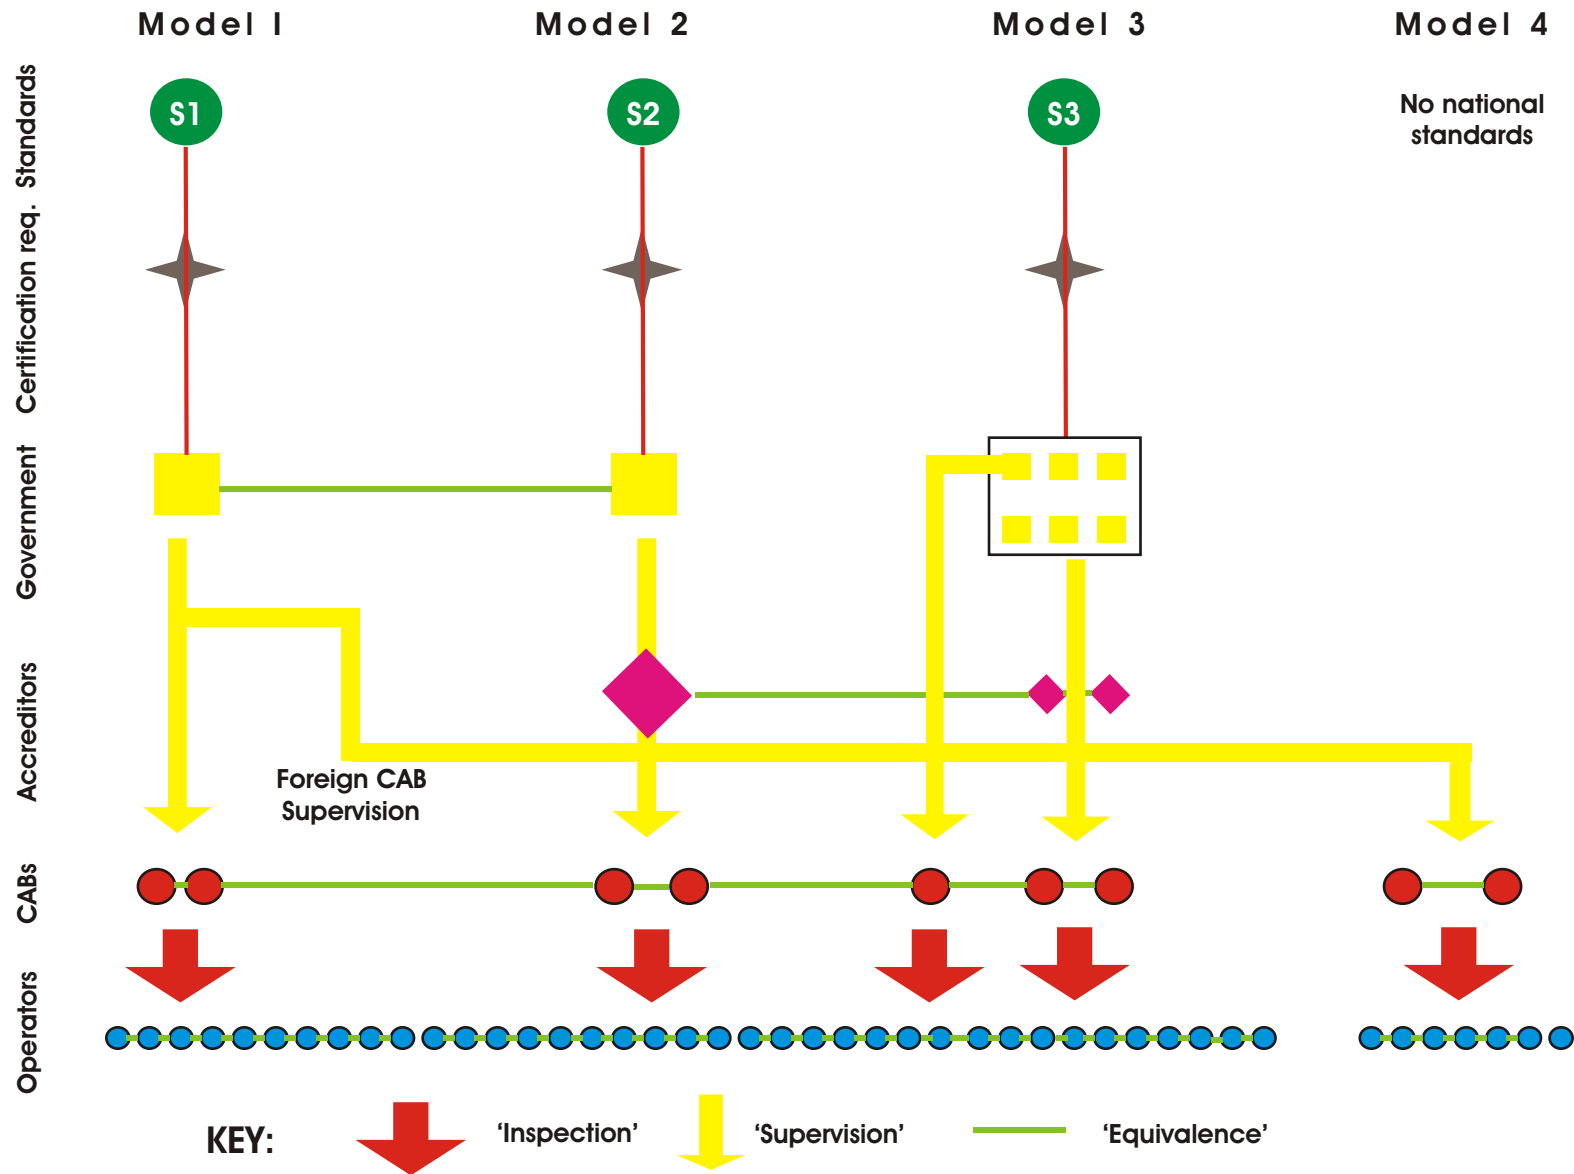 Model I
Model 2
Model 3
Model 4
Standards
S1
S2
S3
No national
standards
Certification req.
Government
Accreditors
Foreign CAB
Supervision
CABs
Operators
KEY:
‘Inspection’
‘Supervision’
‘Equivalence’